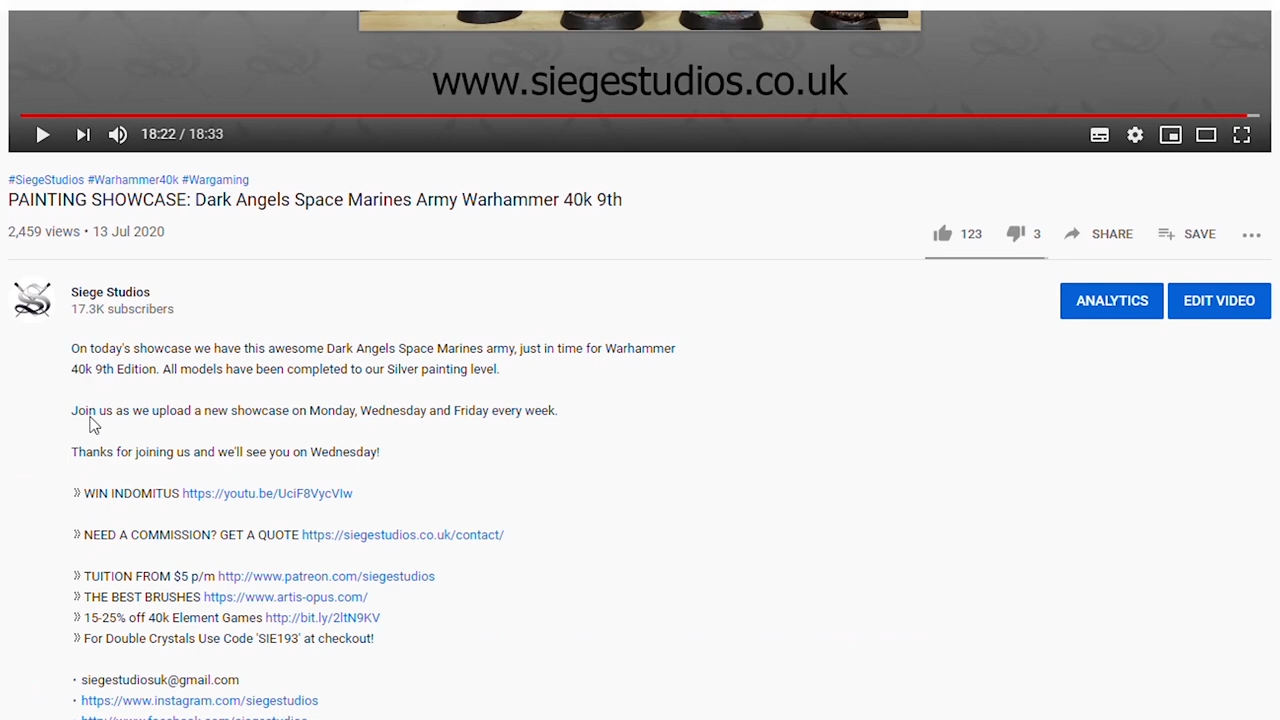 www.siegestudios.co.uk
18:22 / 18:33
#SiegeStudios #Warhammer40k #Wargaming
PAINTING SHOWCASE: Dark Angels Space Marines Army Warhammer 40k 9th
2,459 views • 13 Jul 2020
123 3 SHARE SAVE
Siege Studios
17.3K subscribers
ANALYTICS EDIT VIDEO
On today's showcase we have this awesome Dark Angels Space Marines army, just in time for Warhammer
40k 9th Edition. All models have been completed to our Silver painting level.
Join us as we upload a new showcase on Monday, Wednesday and Friday every week.
Thanks for joining us and we'll see you on Wednesday!
⟫ WIN INDOMITUS https://youtu.be/UciF8VycVIw
⟫ NEED A COMMISSION? GET A QUOTE https://siegestudios.co.uk/contact/
⟫ TUITION FROM $5 p/m http://www.patreon.com/siegestudios
⟫ THE BEST BRUSHES https://www.artis-opus.com/
⟫ 15-25% off 40k Element Games http://bit.ly/2ltN9KV
⟫ For Double Crystals Use Code 'SIE193' at checkout!
· siegestudiosuk@gmail.com
· https://www.instagram.com/siegestudios
· http://www.facebook.com/siegestudios